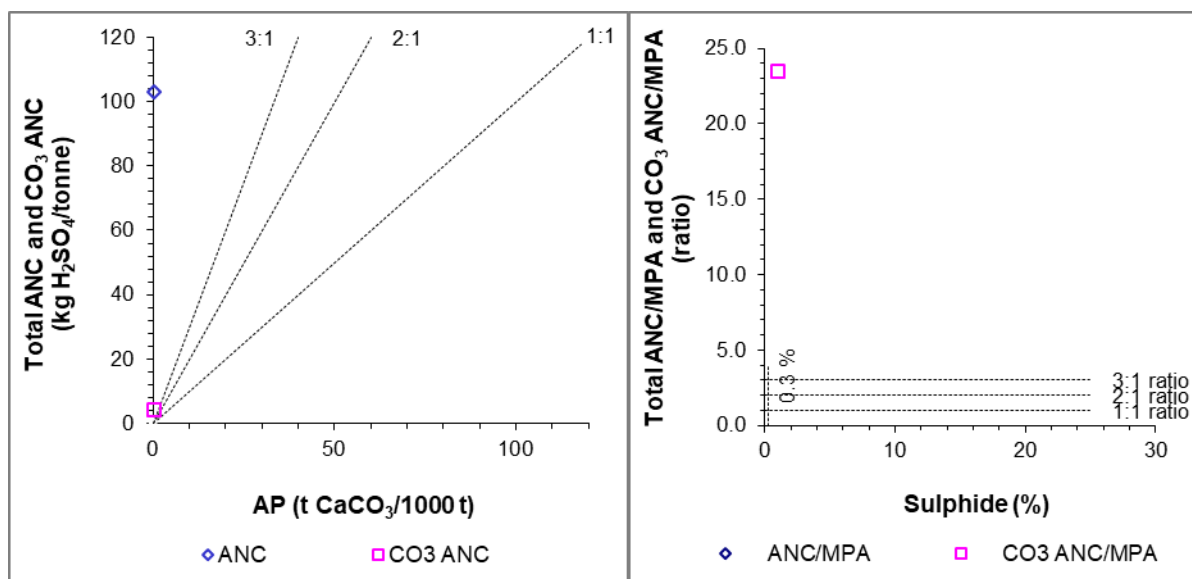 Total ANC and CO₃ ANC
(kg H₂SO₄/tonne)
120
100
80
60
40
20
0
3:1
2:1
1:1
0
50
100
AP (t CaCO₃/1000 t)
ANC
CO3 ANC
Total ANC/MPA and CO₃ ANC/MPA
(ratio)
25.0
20.0
15.0
10.0
5.0
0.0
0.3 %
3:1 ratio
2:1 ratio
1:1 ratio
0
10
20
30
Sulphide (%)
ANC/MPA
CO3 ANC/MPA